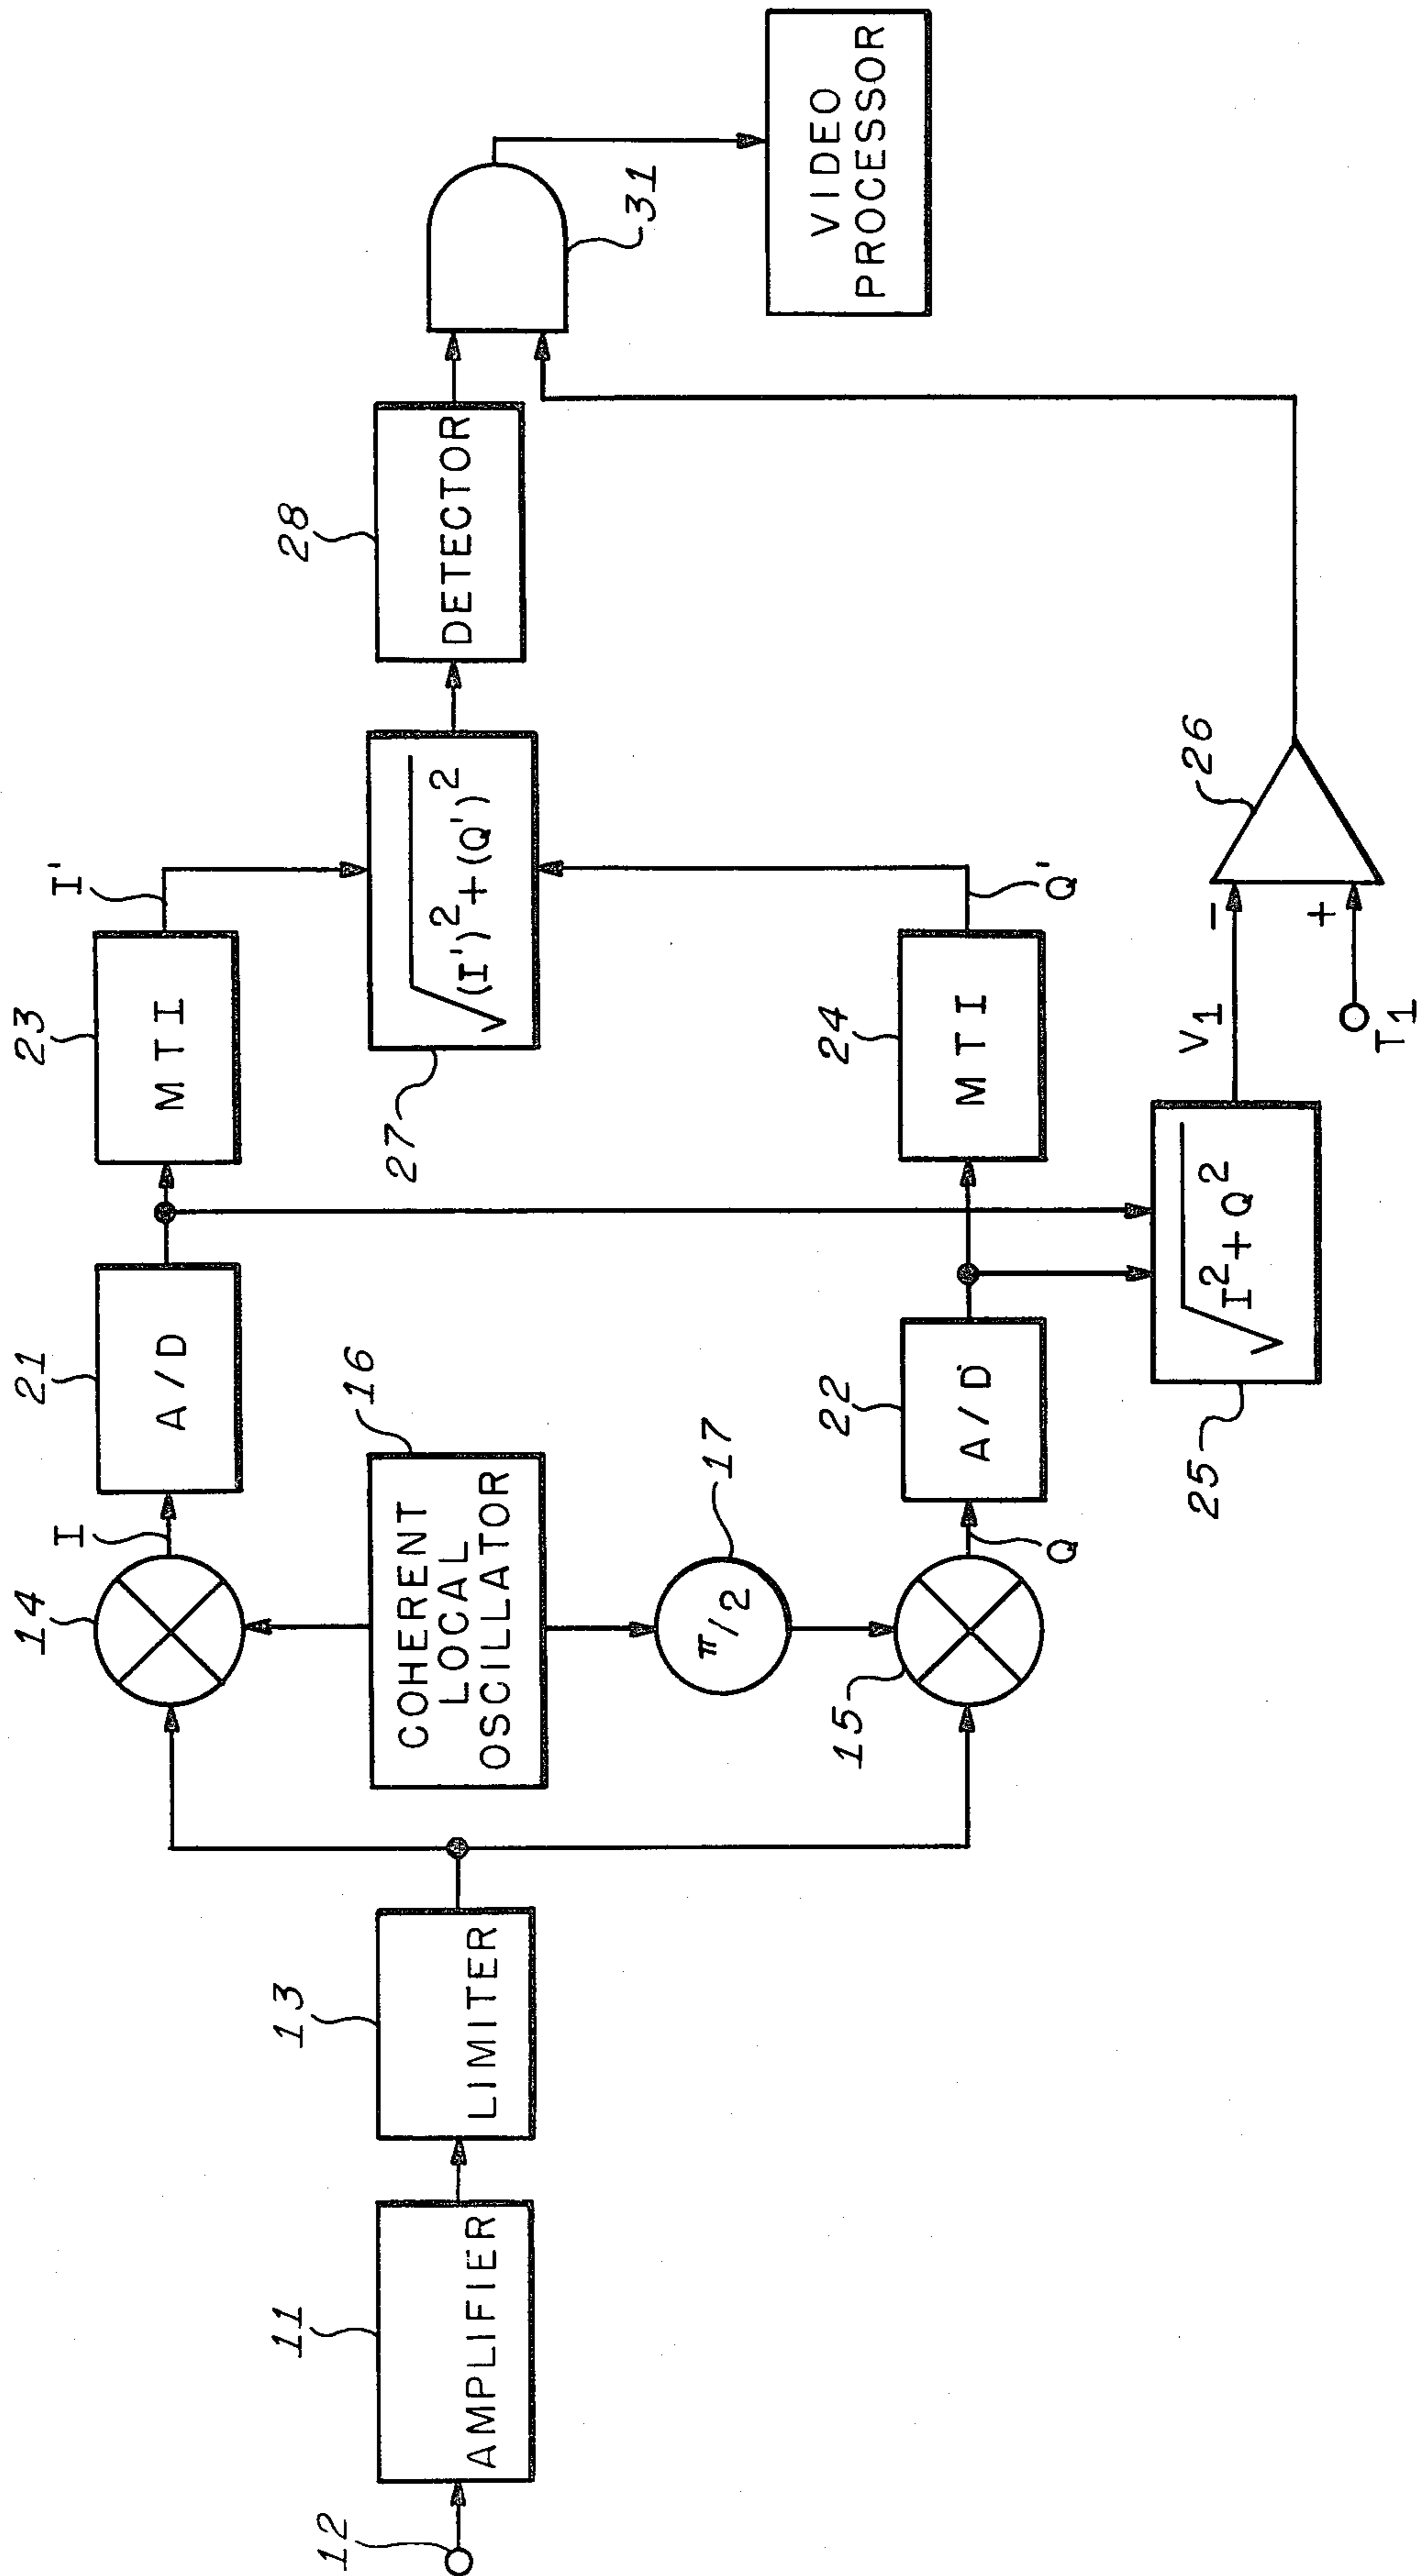 12
11
AMPLIFIER
13
LIMITER
14
I
COHERENT
LOCAL
OSCILLATOR
16
π/2
17
15
Q
21
A/D
22
A/D
23
MTI
I'
24
MTI
Q'
25
√I²+Q²
V₁
T₁
-
+
26
27
√(I')²+(Q')²
28
DETECTOR
31
VIDEO
PROCESSOR